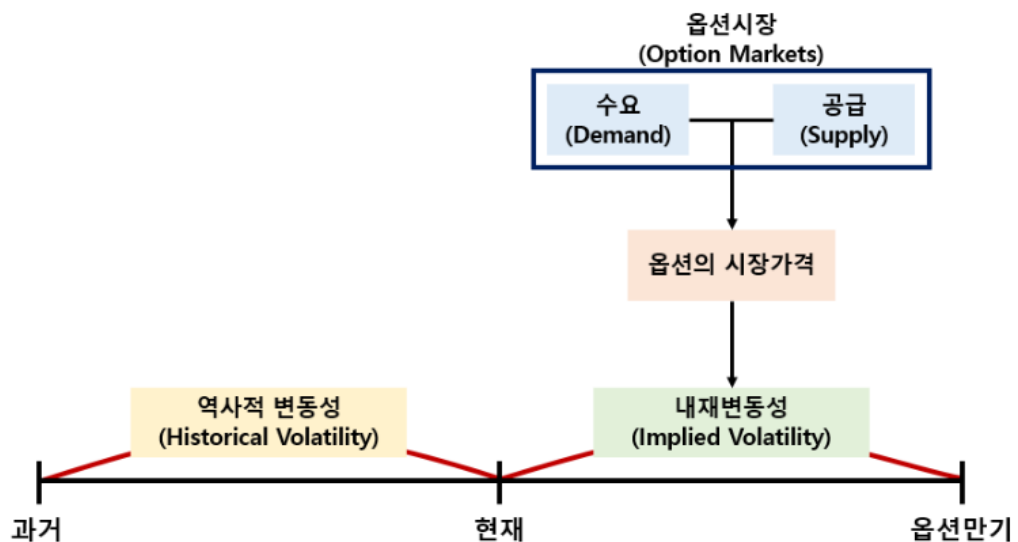 옵션시장
(Option Markets)
수요
(Demand)
공급
(Supply)
옵션의 시장가격
역사적 변동성
(Historical Volatility)
내재변동성
(Implied Volatility)
과거
현재
옵션만기